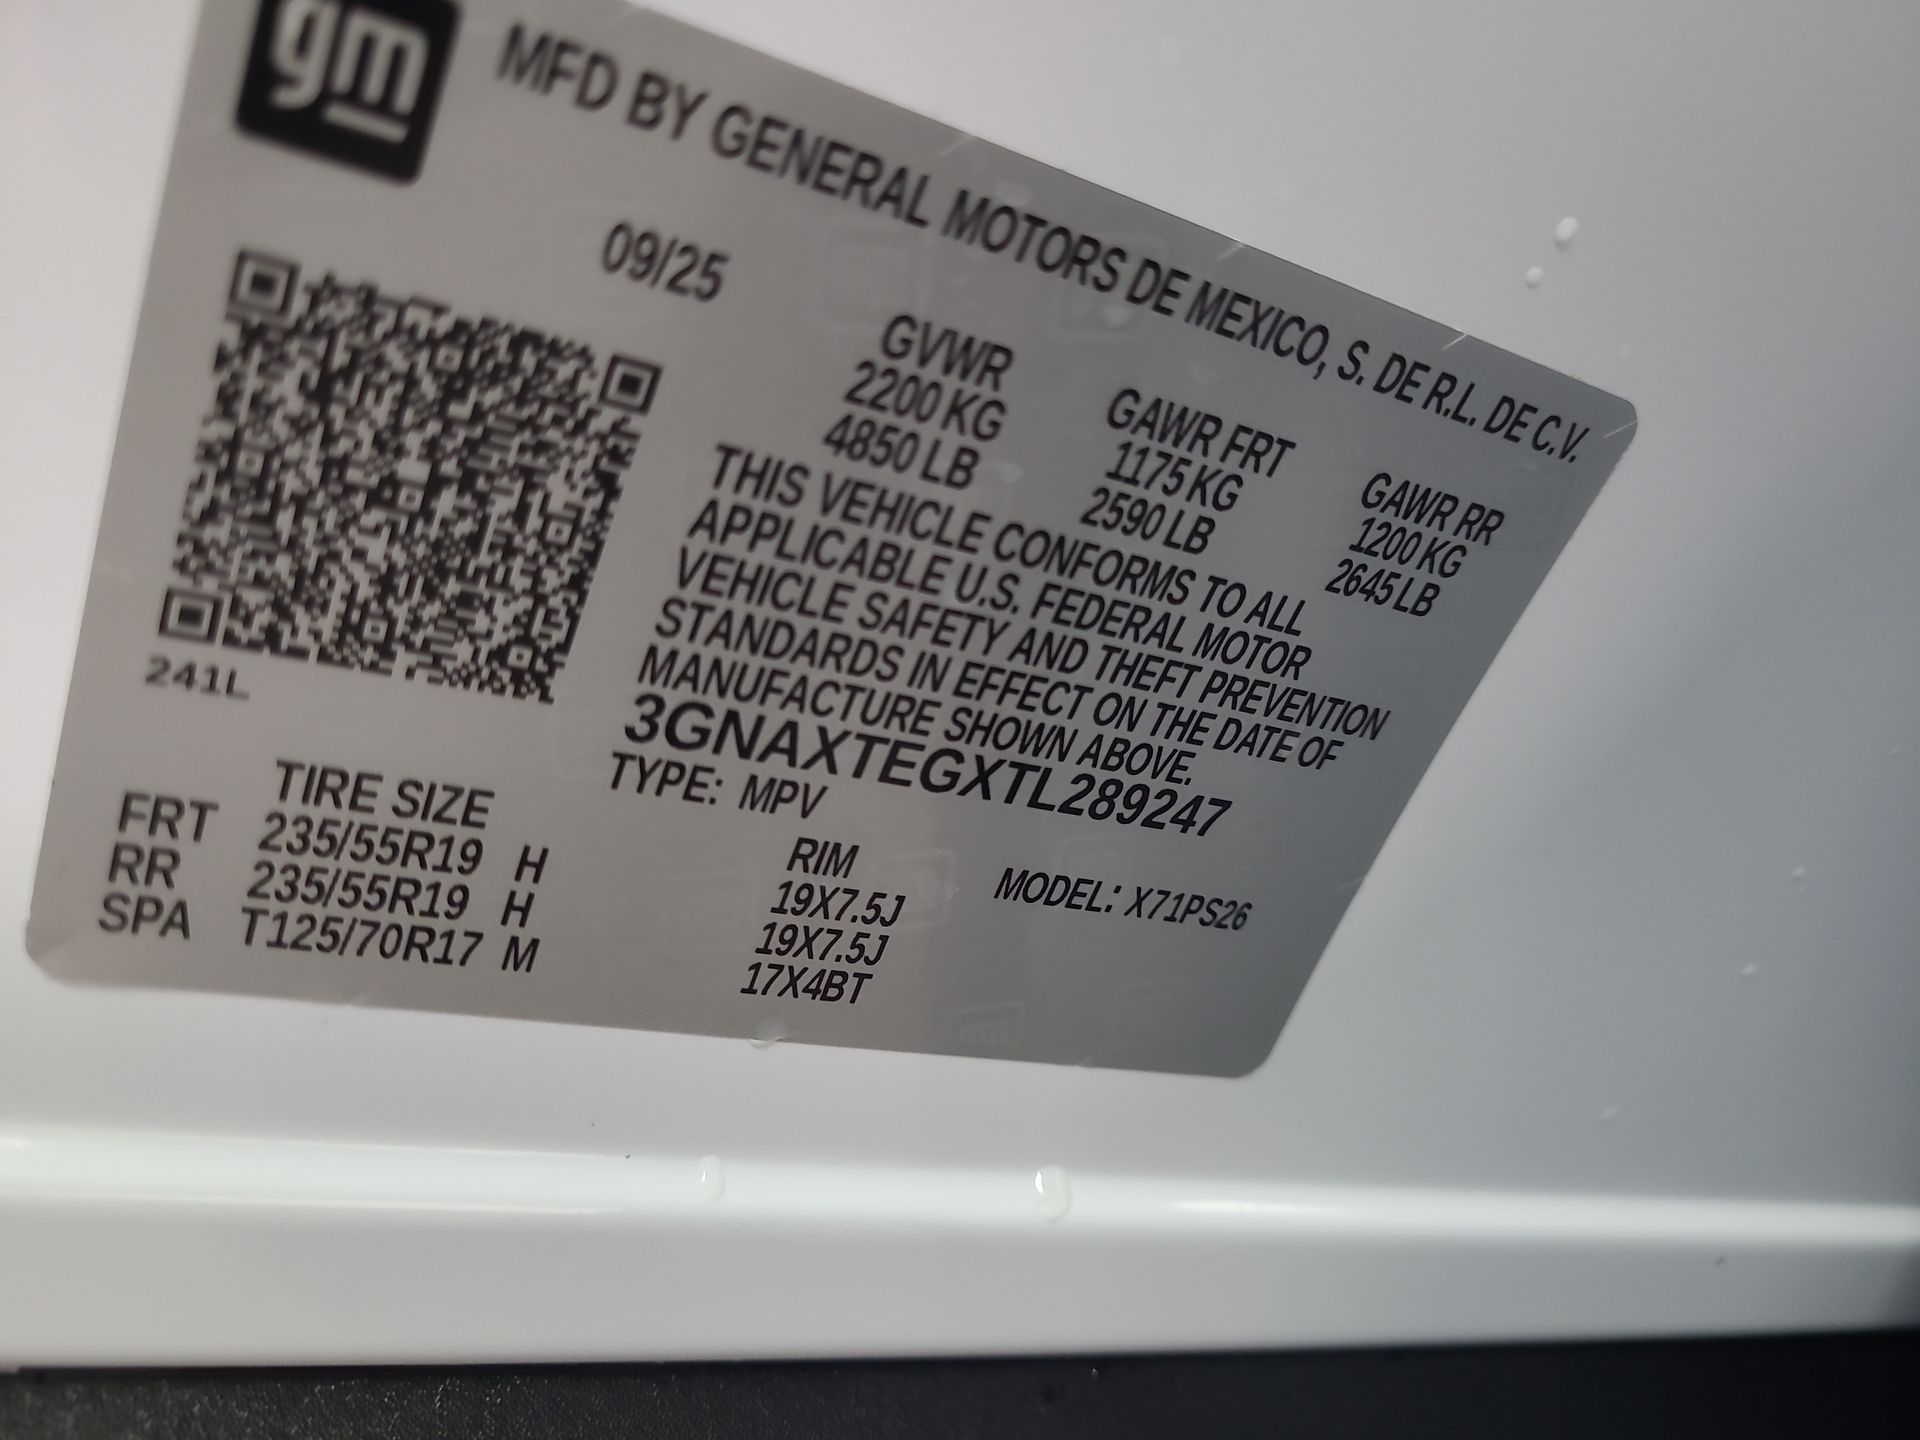 gm
MFD BY GENERAL MOTORS DE MEXICO, S. DE R.L. DE C.V.
09/25
GVWR GAWR FRT GAWR RR
2200 KG 1175 KG 1200 KG
4850 LB 2590 LB 2645 LB
THIS VEHICLE CONFORMS TO ALL
APPLICABLE U.S. FEDERAL MOTOR
VEHICLE SAFETY AND THEFT PREVENTION
STANDARDS IN EFFECT ON THE DATE OF
MANUFACTURE SHOWN ABOVE.
3GNAXTEGXTL289247
TYPE: MPV MODEL: X71PS26
241L
TIRE SIZE RIM
FRT 235/55R19 H 19X7.5J
RR 235/55R19 H 19X7.5J
SPA T125/70R17 M 17X4BT